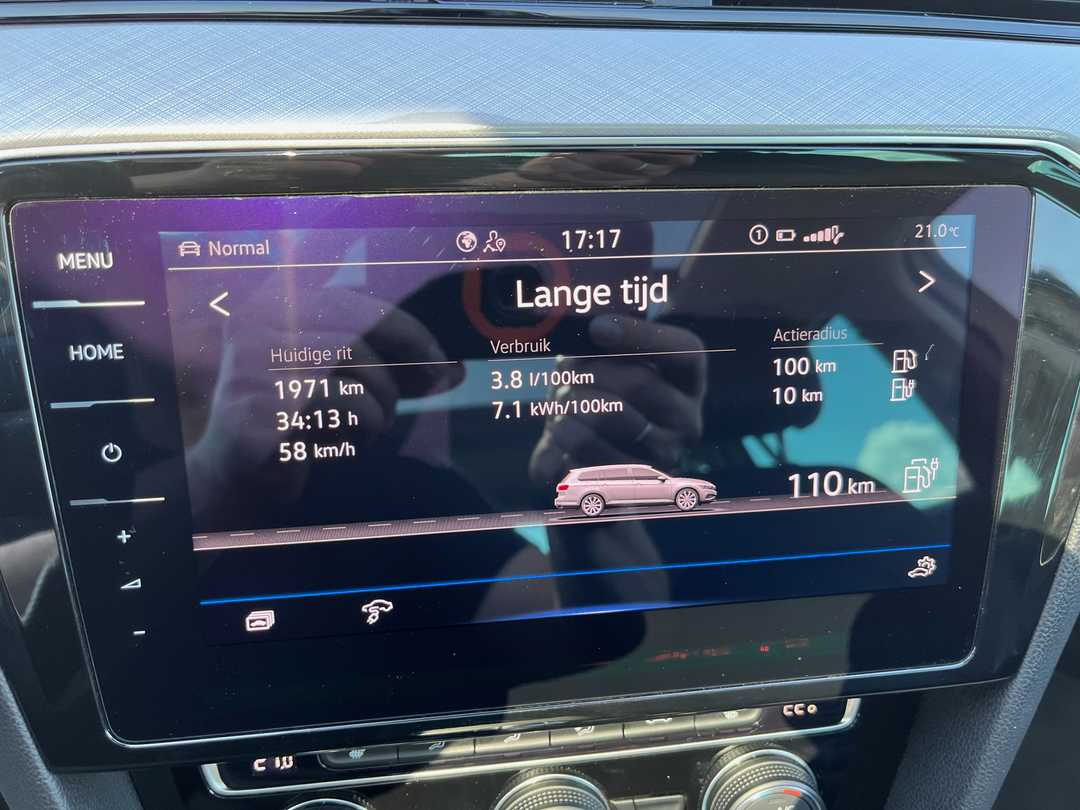 MENU
HOME
+
-
Normal
17:17
1
21.0°C
<
Lange tijd
>
Huidige rit
1971 km
34:13 h
58 km/h
Verbruik
3.8 l/100km
7.1 kWh/100km
Actieradius
100 km
10 km
110 km